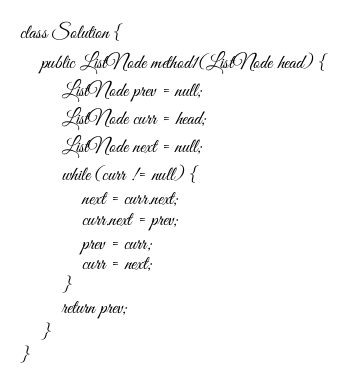 class Solution {
public ListNode method1(ListNode head) {
ListNode prev = null;
ListNode curr = head;
ListNode next = null;
while (curr != null) {
next = curr.next;
curr.next = prev;
prev = curr;
curr = next;
}
return prev;
}
}